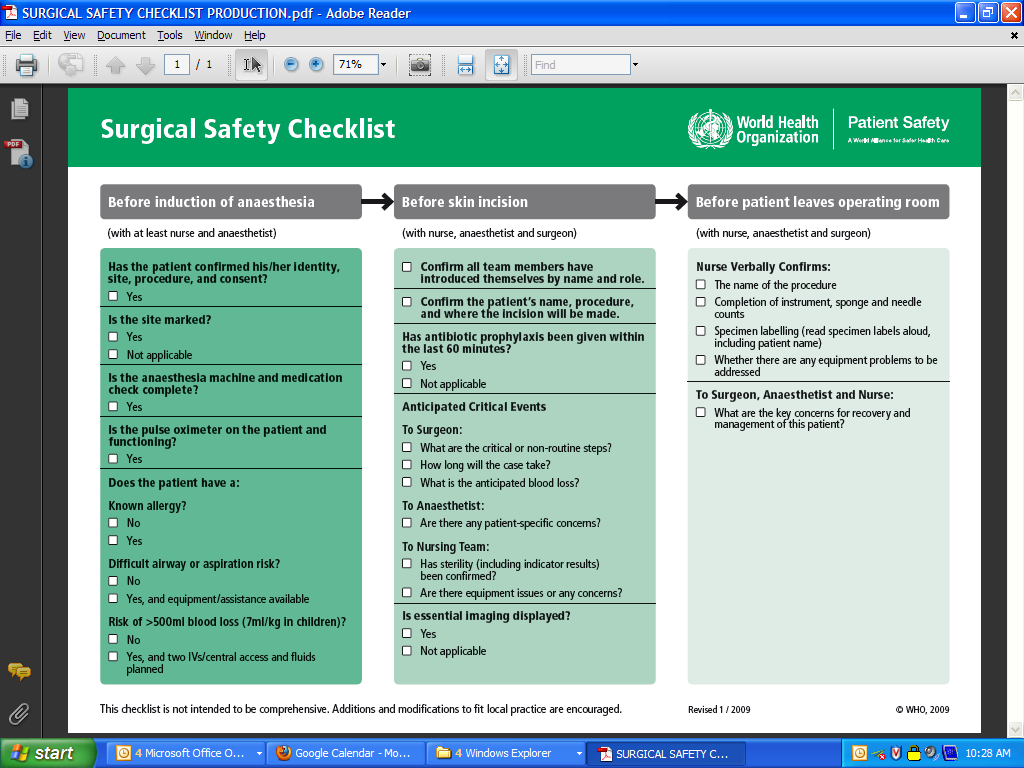 SURGICAL SAFETY CHECKLIST PRODUCTION.pdf - Adobe Reader
File Edit View Document Tools Window Help
1 / 1 71% Find
PDF
Surgical Safety Checklist
World Health
Organization
Patient Safety
A World Alliance for Safer Health Care
Before induction of anaesthesia
(with at least nurse and anaesthetist)
Has the patient confirmed his/her identity,
site, procedure, and consent?
Yes
Is the site marked?
Yes
Not applicable
Is the anaesthesia machine and medication
check complete?
Yes
Is the pulse oximeter on the patient and
functioning?
Yes
Does the patient have a:
Known allergy?
No
Yes
Difficult airway or aspiration risk?
No
Yes, and equipment/assistance available
Risk of >500ml blood loss (7ml/kg in children)?
No
Yes, and two IVs/central access and fluids
planned
Before skin incision
(with nurse, anaesthetist and surgeon)
Confirm all team members have
introduced themselves by name and role.
Confirm the patient's name, procedure,
and where the incision will be made.
Has antibiotic prophylaxis been given within
the last 60 minutes?
Yes
Not applicable
Anticipated Critical Events
To Surgeon:
What are the critical or non-routine steps?
How long will the case take?
What is the anticipated blood loss?
To Anaesthetist:
Are there any patient-specific concerns?
To Nursing Team:
Has sterility (including indicator results)
been confirmed?
Are there equipment issues or any concerns?
Is essential imaging displayed?
Yes
Not applicable
Before patient leaves operating room
(with nurse, anaesthetist and surgeon)
Nurse Verbally Confirms:
The name of the procedure
Completion of instrument, sponge and needle
counts
Specimen labelling (read specimen labels aloud,
including patient name)
Whether there are any equipment problems to be
addressed
To Surgeon, Anaesthetist and Nurse:
What are the key concerns for recovery and
management of this patient?
This checklist is not intended to be comprehensive. Additions and modifications to fit local practice are encouraged.
Revised 1 / 2009
© WHO, 2009
start
4 Microsoft Office O...
Google Calendar - Mo...
4 Windows Explorer
SURGICAL SAFETY C...
10:28 AM